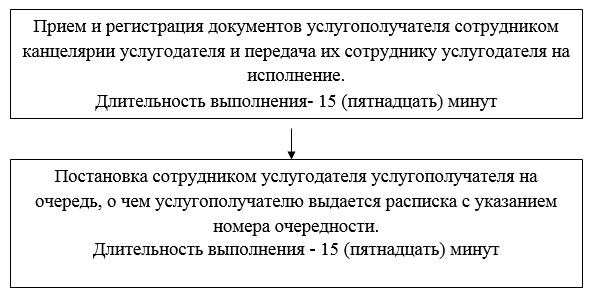 Прием и регистрация документов услугополучателя сотрудником
канцелярии услугодателя и передача их сотруднику услугодателя на
исполнение.
Длительность выполнения- 15 (пятнадцать) минут
Постановка сотрудником услугодателя услугополучателя на
очередь, о чем услугополучателю выдается расписка с указанием
номера очередности.
Длительность выполнения - 15 (пятнадцать) минут